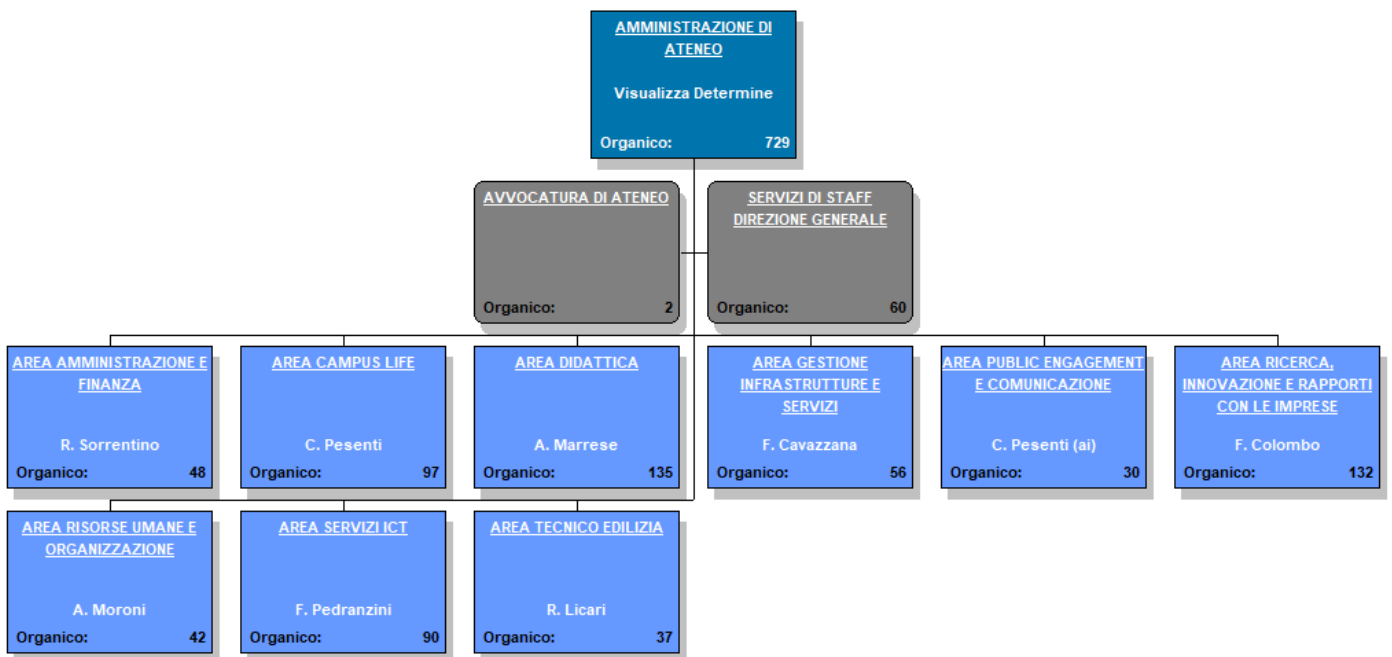 AMMINISTRAZIONE DI
ATENEO
Visualizza Determine
Organico: 729
AVVOCATURA DI ATENEO
Organico: 2
SERVIZI DI STAFF
DIREZIONE GENERALE
Organico: 60
AREA AMMINISTRAZIONE E
FINANZA
R. Sorrentino
Organico: 48
AREA CAMPUS LIFE
C. Pesenti
Organico: 97
AREA DIDATTICA
A. Marrese
Organico: 135
AREA GESTIONE
INFRASTRUTTURE E
SERVIZI
F. Cavazzana
Organico: 56
AREA PUBLIC ENGAGEMENT
E COMUNICAZIONE
C. Pesenti (ai)
Organico: 30
AREA RICERCA,
INNOVAZIONE E RAPPORTI
CON LE IMPRESE
F. Colombo
Organico: 132
AREA RISORSE UMANE E
ORGANIZZAZIONE
A. Moroni
Organico: 42
AREA SERVIZI ICT
F. Pedranzini
Organico: 90
AREA TECNICO EDILIZIA
R. Licari
Organico: 37